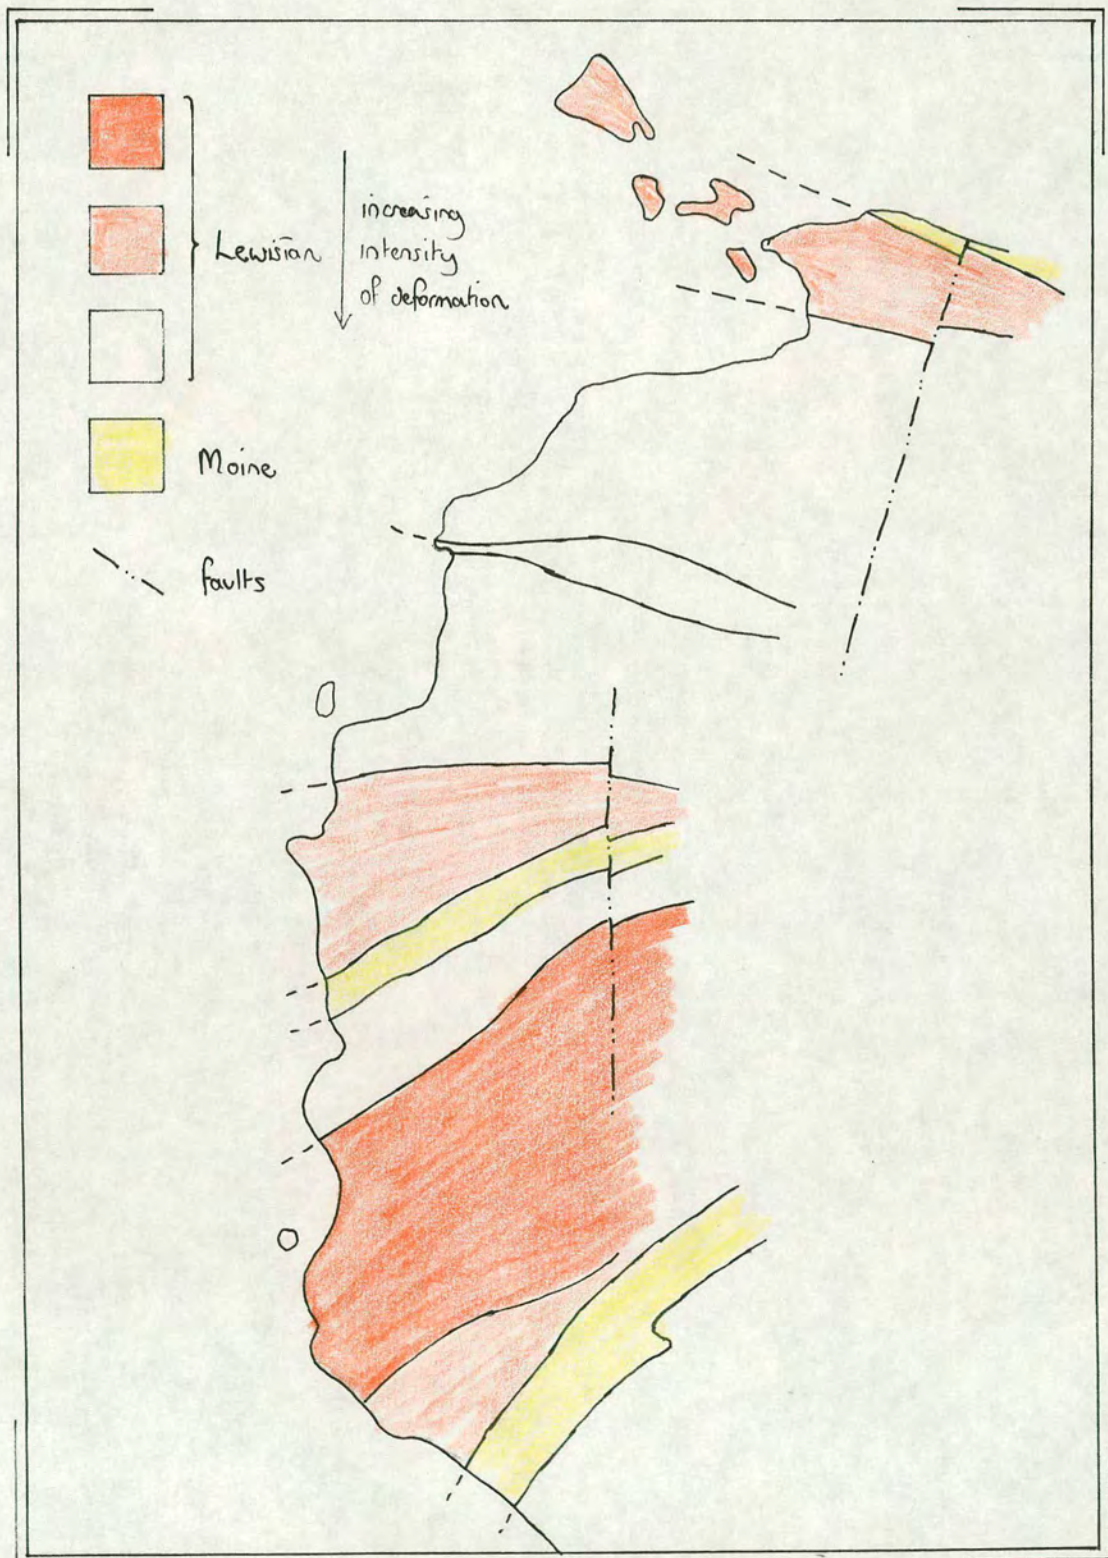 Lewisian
increasing
intensity
of deformation
Moine
faults